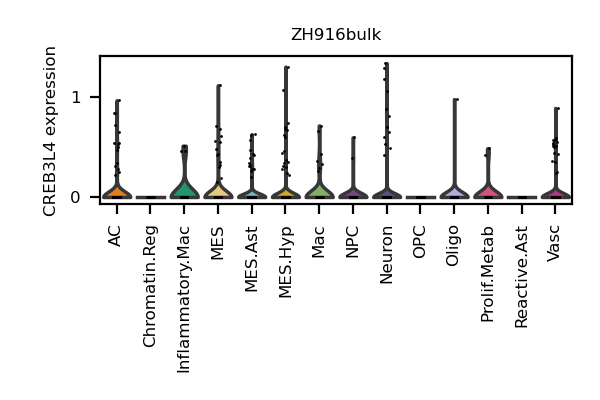 ZH916bulk
CREB3L4 expression
1
0
AC
Chromatin.Reg
Inflammatory.Mac
MES
MES.Ast
MES.Hyp
Mac
NPC
Neuron
OPC
Oligo
Prolif.Metab
Reactive.Ast
Vasc